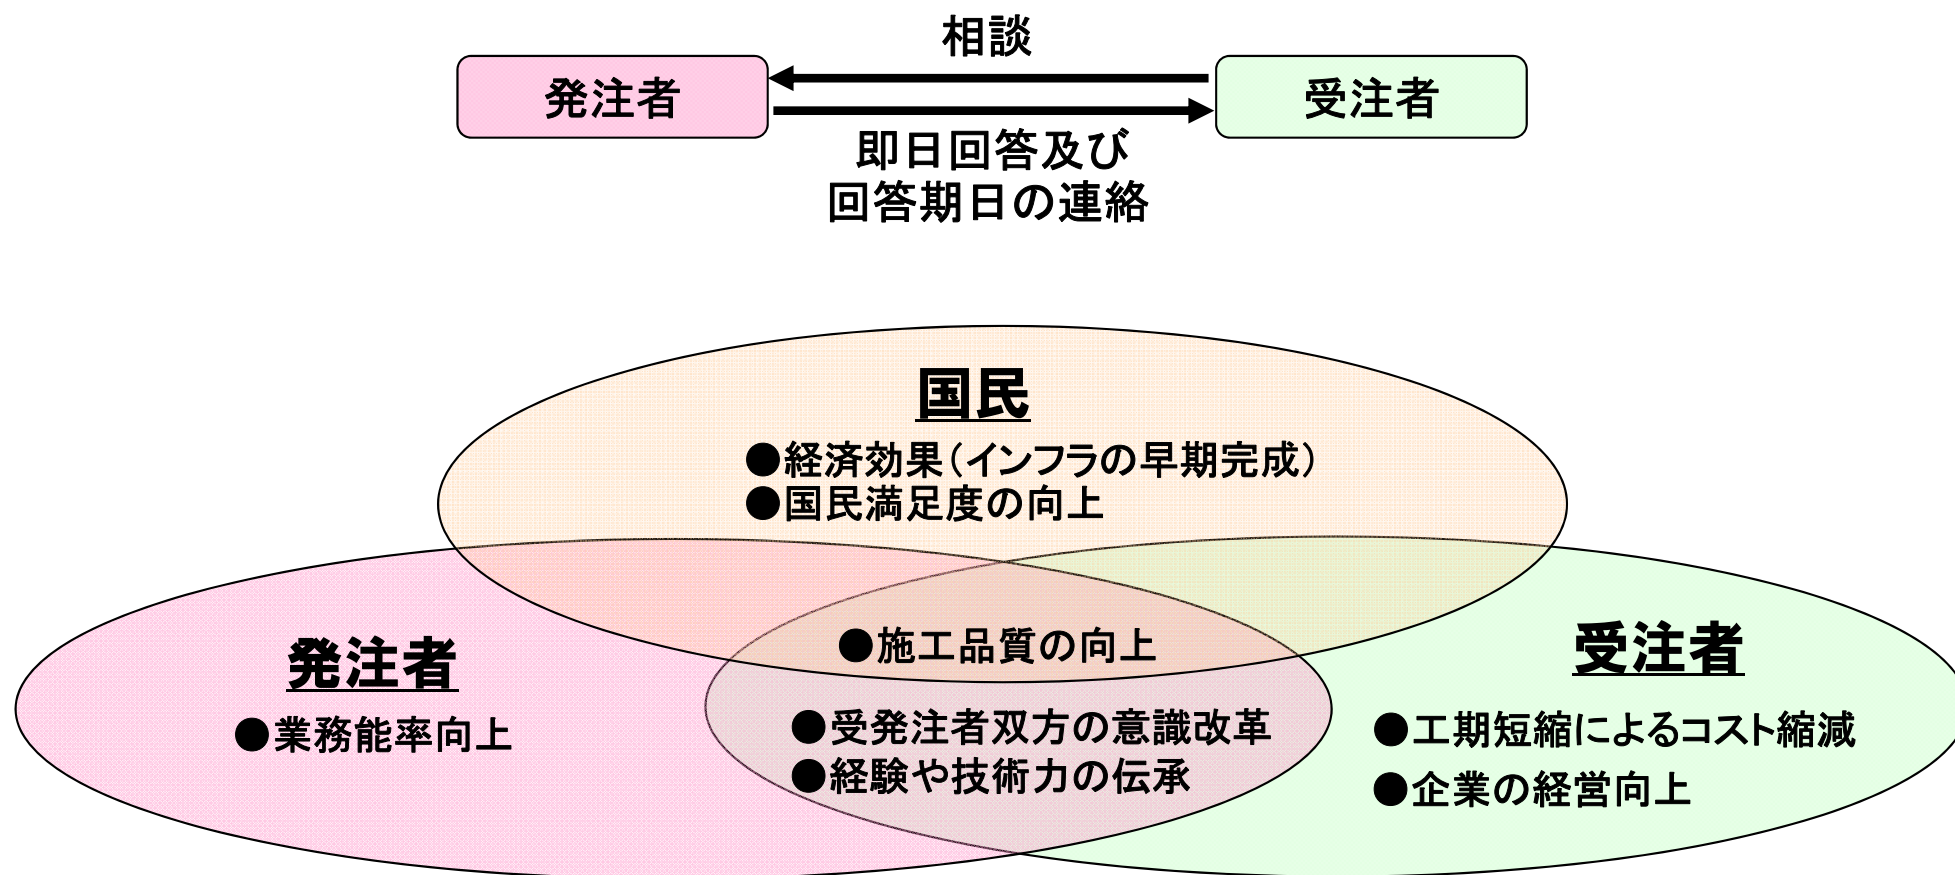 相談
発注者
受注者
即日回答及び
回答期日の連絡
国民
●経済効果（インフラの早期完成）
●国民満足度の向上
発注者
●業務能率向上
●施工品質の向上
●受発注者双方の意識改革
●経験や技術力の伝承
受注者
●工期短縮によるコスト縮減
●企業の経営向上